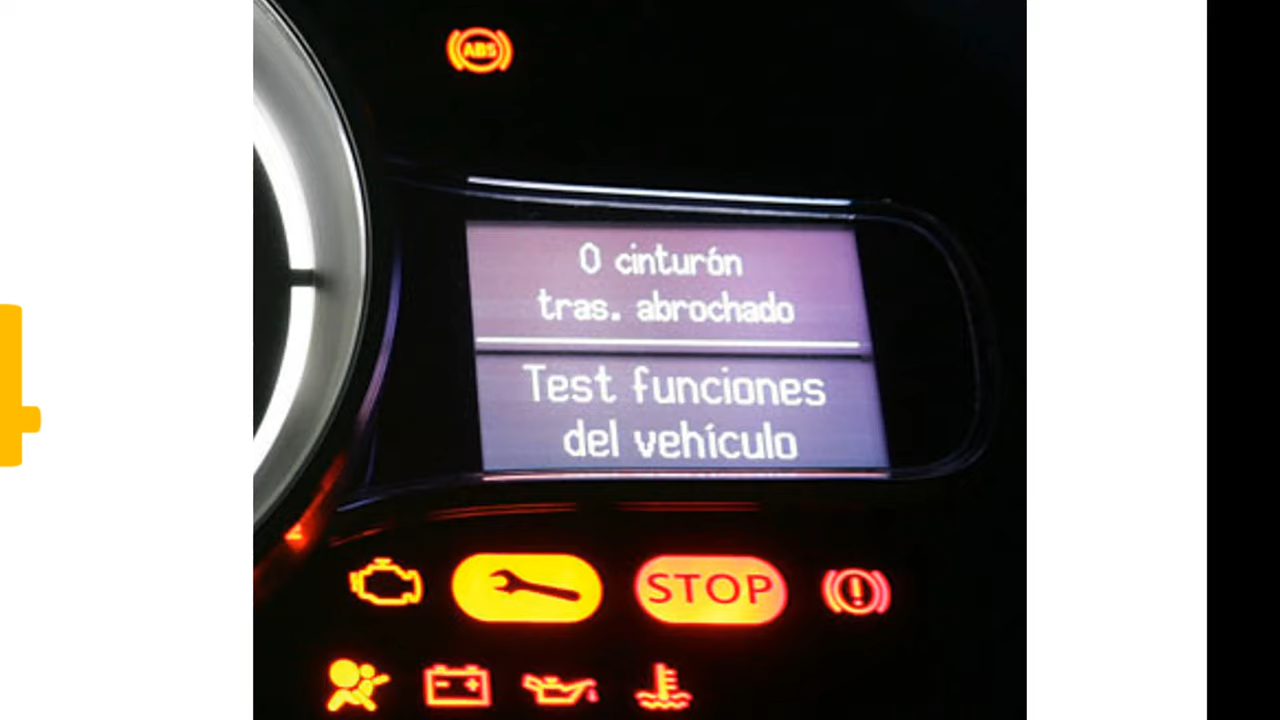 ABS
0 cinturón
tras. abrochado
Test funciones
del vehículo
STOP